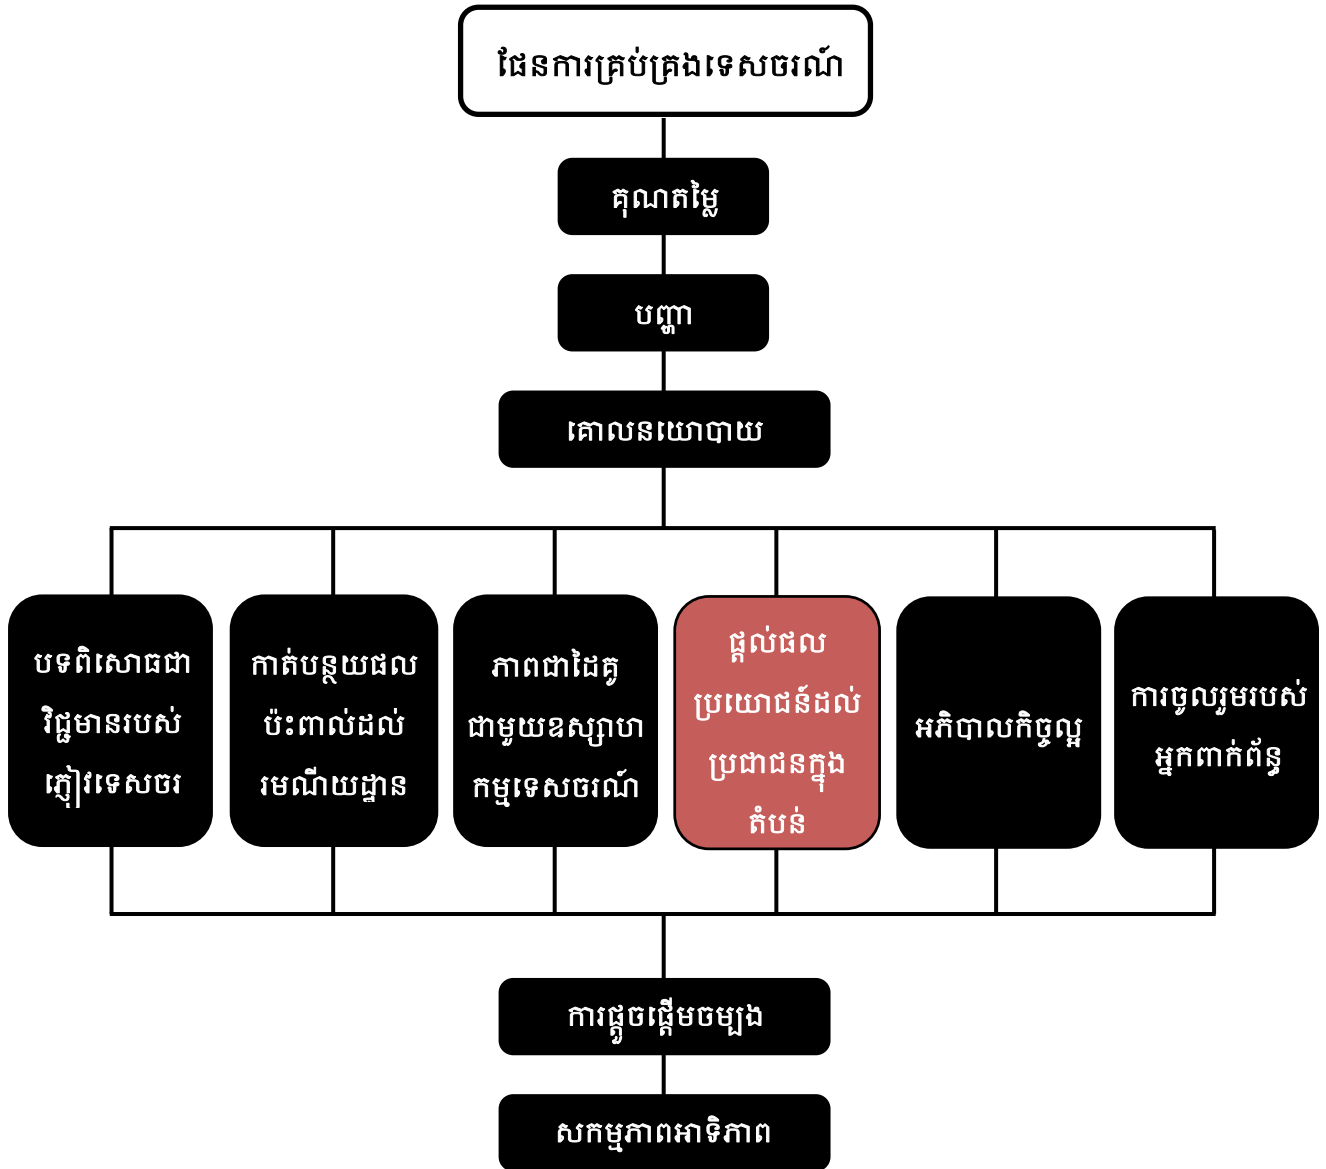 ផែនការគ្រប់គ្រងទេសចរណ៍
គុណតម្លៃ
បញ្ហា
គោលនយោបាយ
បទពិសោធជា
វិជ្ជមានរបស់
ភ្ញៀវទេសចរ
កាត់បន្ថយផល
ប៉ះពាល់ដល់
រមណីយដ្ឋាន
ភាពជាដៃគូ
ជាមួយឧស្សាហ
កម្មទេសចរណ៍
ផ្តល់ផល
ប្រយោជន៍ដល់
ប្រជាជនក្នុង
តំបន់
អភិបាលកិច្ចល្អ
ការចូលរួមរបស់
អ្នកពាក់ព័ន្ធ
ការផ្តួចផ្តើមចម្បង
សកម្មភាពអាទិភាព